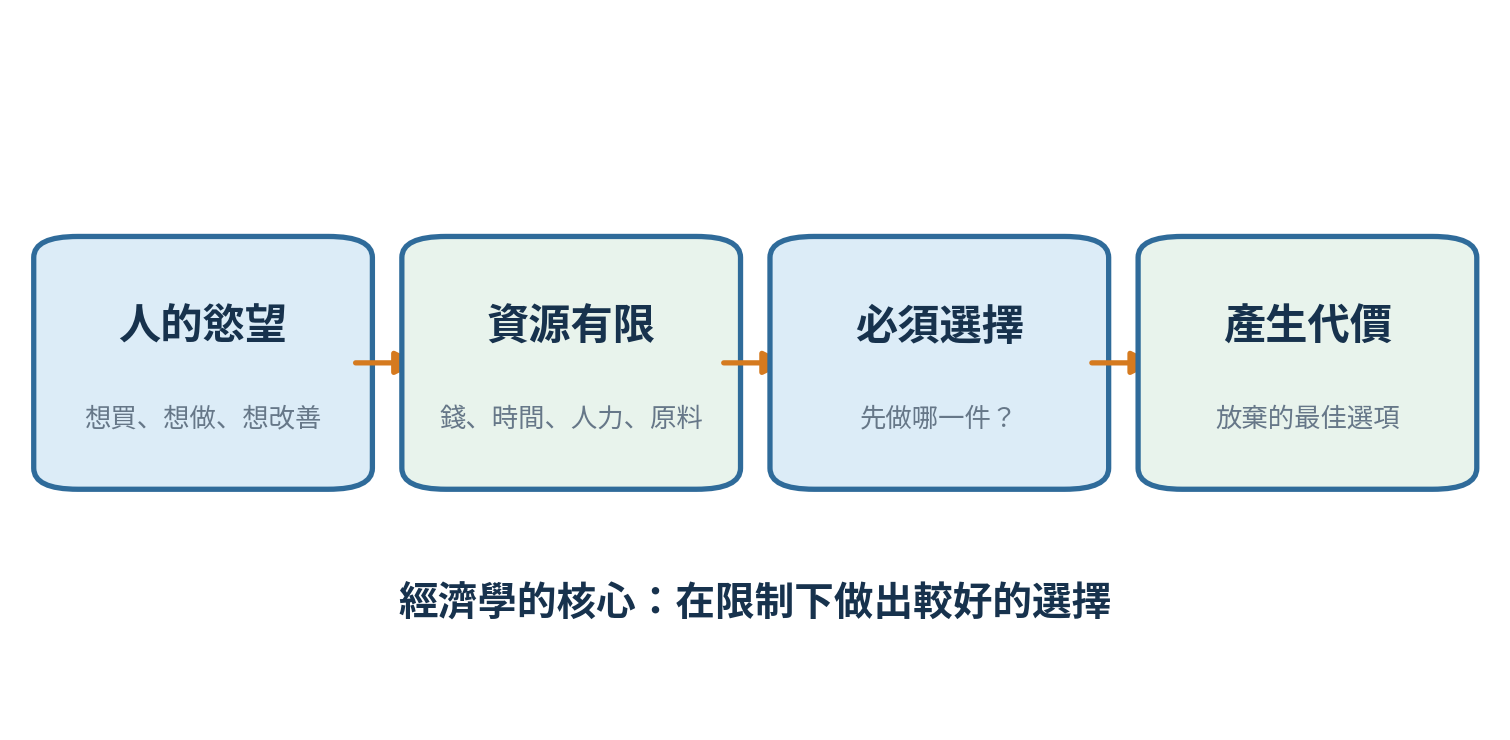 人的慾望
想買、想做、想改善
資源有限
錢、時間、人力、原料
必須選擇
先做哪一件？
產生代價
放棄的最佳選項
經濟學的核心：在限制下做出較好的選擇